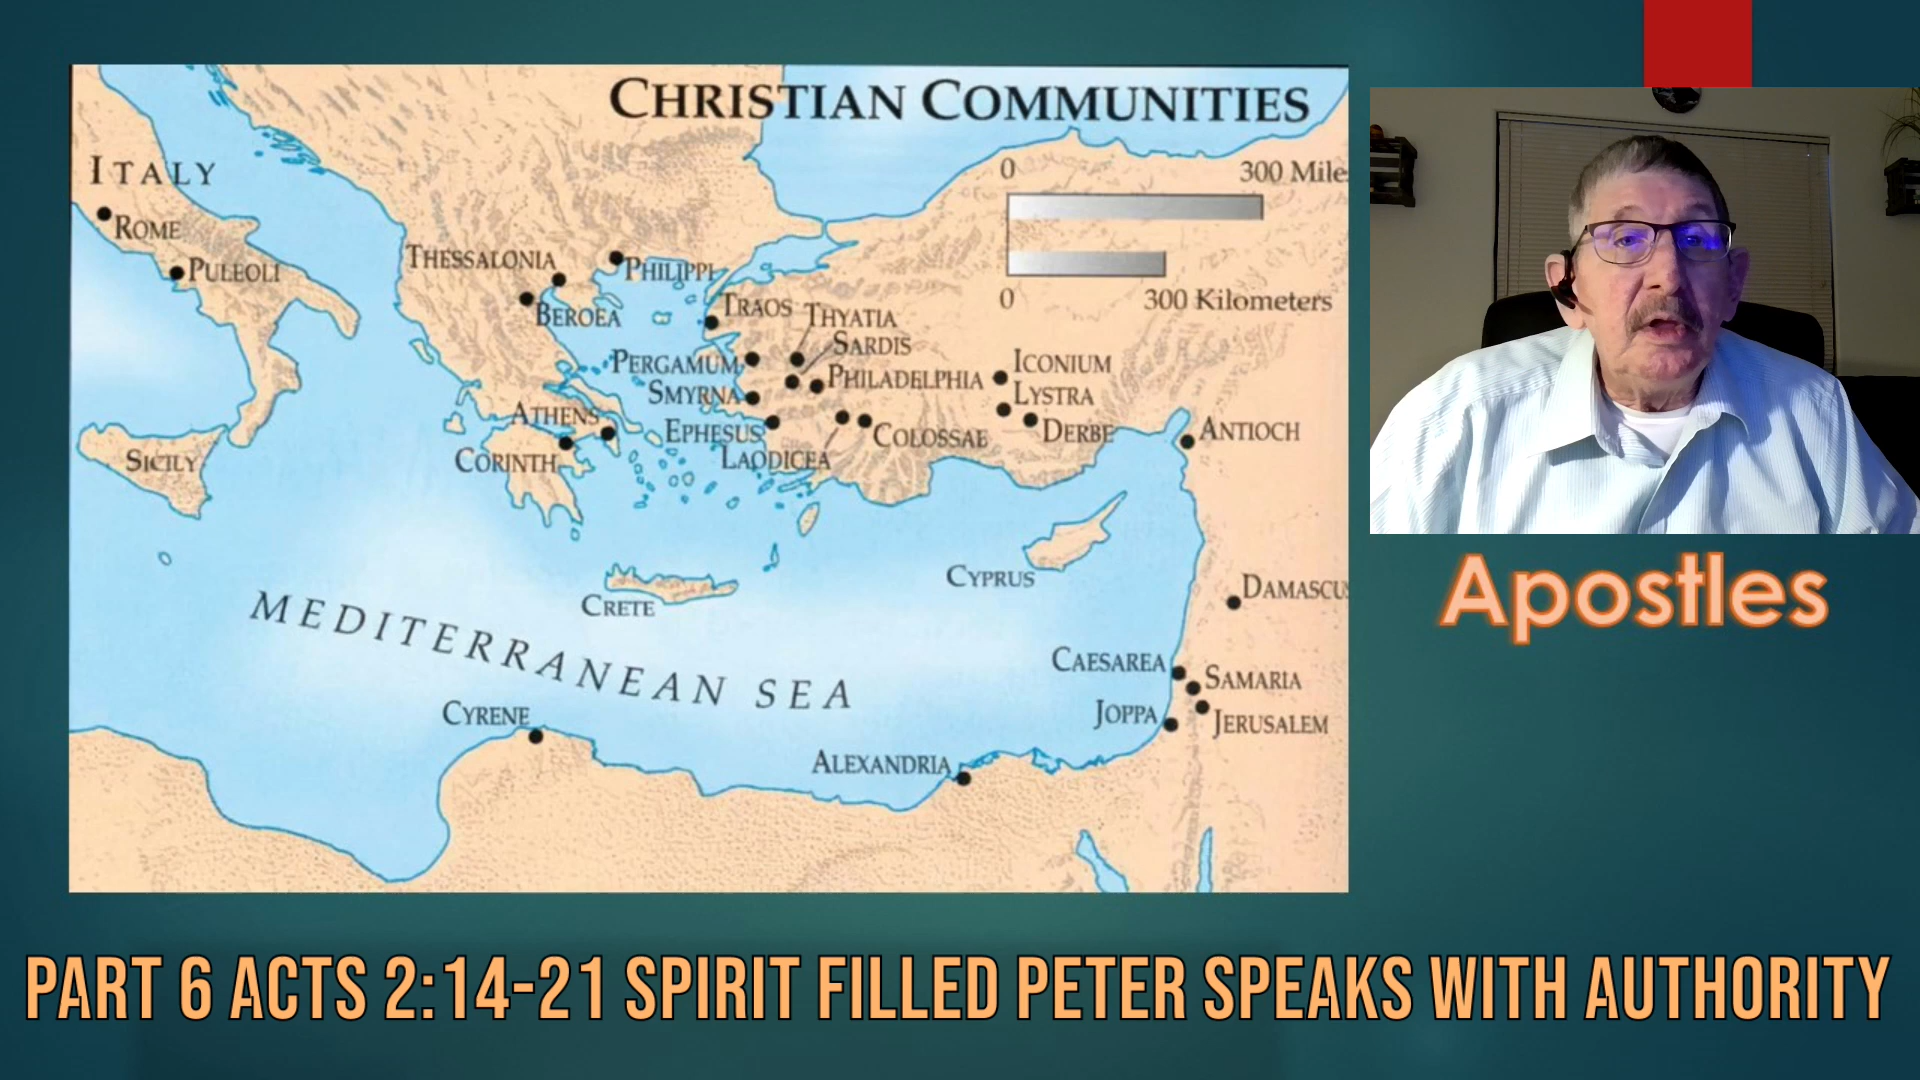 CHRISTIAN COMMUNITIES
ITALY
0 300 Mile
ROME
THESSALONIA
PHILIPPI
PULEOLI
0 300 Kilometers
BEROEA
TRAOS
THYATIA
SARDIS
PERGAMUM
PHILADELPHIA
ICONIUM
SMYRNA
LYSTRA
ATHENS
EPHESUS
COLOSSAE
DERBE
ANTIOCH
SICILY
CORINTH
LAODICEA
CYPRUS
DAMASCU
CRETE
MEDITERRANEAN SEA
CAESAREA
SAMARIA
CYRENE
JOPPA
JERUSALEM
ALEXANDRIA
Apostles
PART 6 ACTS 2:14-21 SPIRIT FILLED PETER SPEAKS WITH AUTHORITY